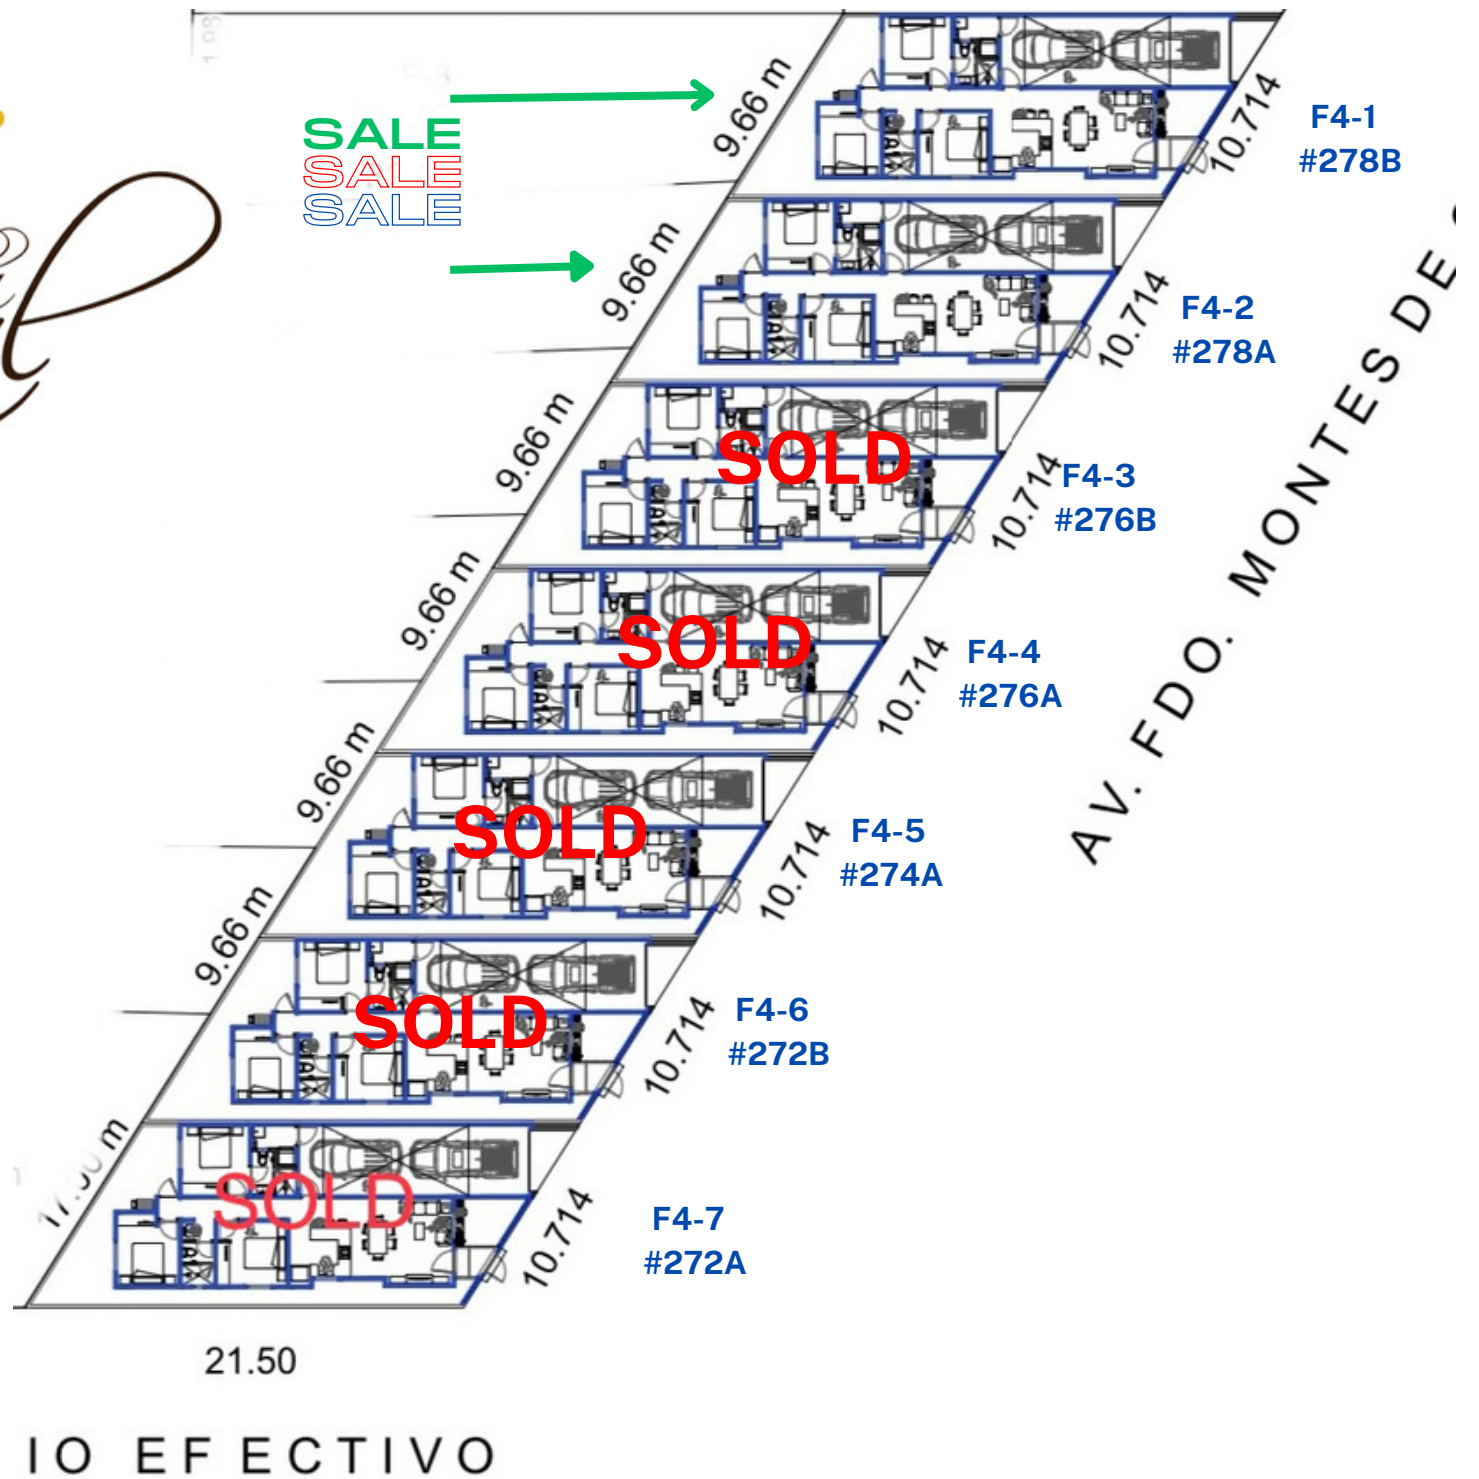 1.98
9.66 m
10.714
F4-1
#278B
SALE
SALE
SALE
9.66 m
10.714
F4-2
#278A
AV. FDO. MONTES DE
9.66 m
SOLD
10.714
F4-3
#276B
9.66 m
SOLD
10.714
F4-4
#276A
9.66 m
SOLD
10.714
F4-5
#274A
9.66 m
SOLD
10.714
F4-6
#272B
m
SOLD
10.714
F4-7
#272A
21.50
IO EFECTIVO